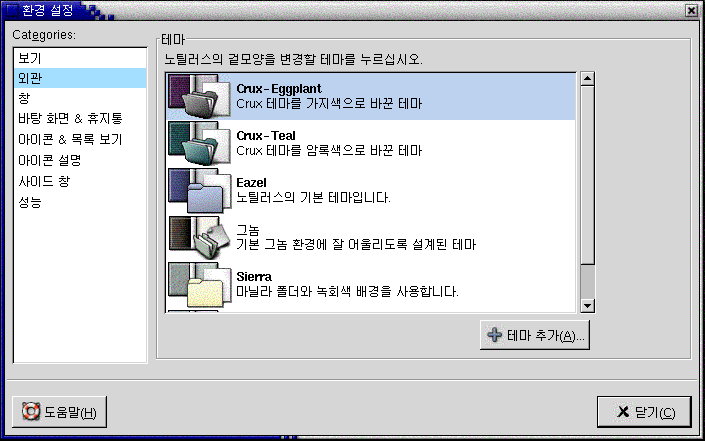 환경 설정
Categories:
보기
외관
창
바탕 화면 & 휴지통
아이콘 & 목록 보기
아이콘 설명
사이드 창
성능
테마
노틸러스의 겉모양을 변경할 테마를 누르십시오.
Crux-Eggplant
Crux 테마를 가지색으로 바꾼 테마
Crux-Teal
Crux 테마를 암록색으로 바꾼 테마
Eazel
노틸러스의 기본 테마입니다.
그놈
기본 그놈 환경에 잘 어울리도록 설계된 테마
Sierra
마닐라 폴더와 녹회색 배경을 사용합니다.
테마 추가(A)...
도움말(H)
닫기(C)